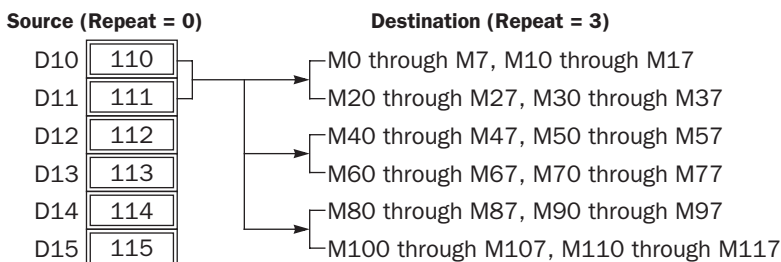 Source (Repeat = 0) Destination (Repeat = 3)
D10 110 M0 through M7, M10 through M17
D11 111 M20 through M27, M30 through M37
D12 112 M40 through M47, M50 through M57
D13 113 M60 through M67, M70 through M77
D14 114 M80 through M87, M90 through M97
D15 115 M100 through M107, M110 through M117